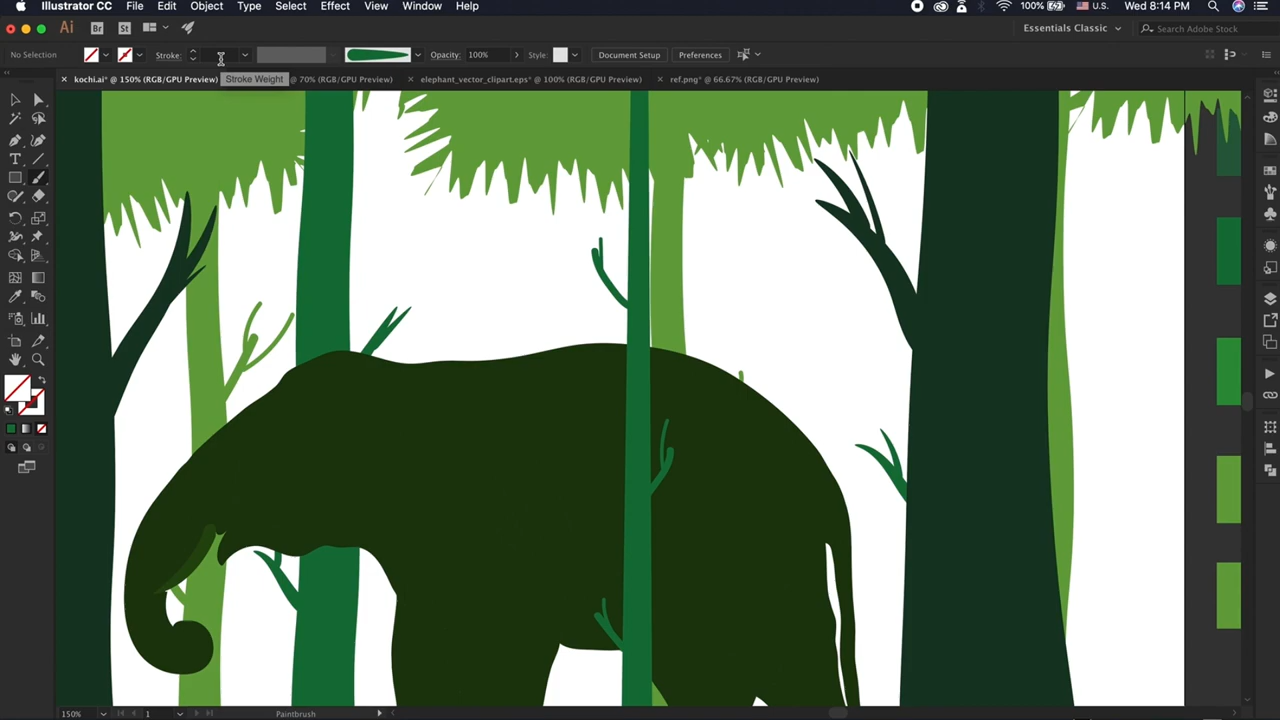 Illustrator CC File Edit Object Type Select Effect View Window Help 100% U.S. Wed 8:14 PM
Ai Br St Essentials Classic Search Adobe Stock
No Selection Stroke: Opacity: 100% Style: Document Setup Preferences
× kochi.ai* @ 150% (RGB/GPU Preview) @ 70% (RGB/GPU Preview) × elephant_vector_clipart.eps* @ 100% (RGB/GPU Preview) × ref.png* @ 66.67% (RGB/GPU Preview)
Stroke Weight
150% 1 Paintbrush